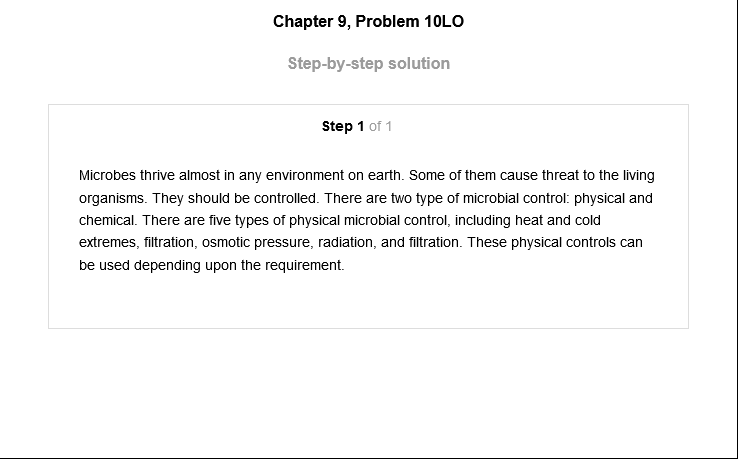 Chapter 9, Problem 10LO
Step-by-step solution
Step 1 of 1
Microbes thrive almost in any environment on earth. Some of them cause threat to the living
organisms. They should be controlled. There are two type of microbial control: physical and
chemical. There are five types of physical microbial control, including heat and cold
extremes, filtration, osmotic pressure, radiation, and filtration. These physical controls can
be used depending upon the requirement.